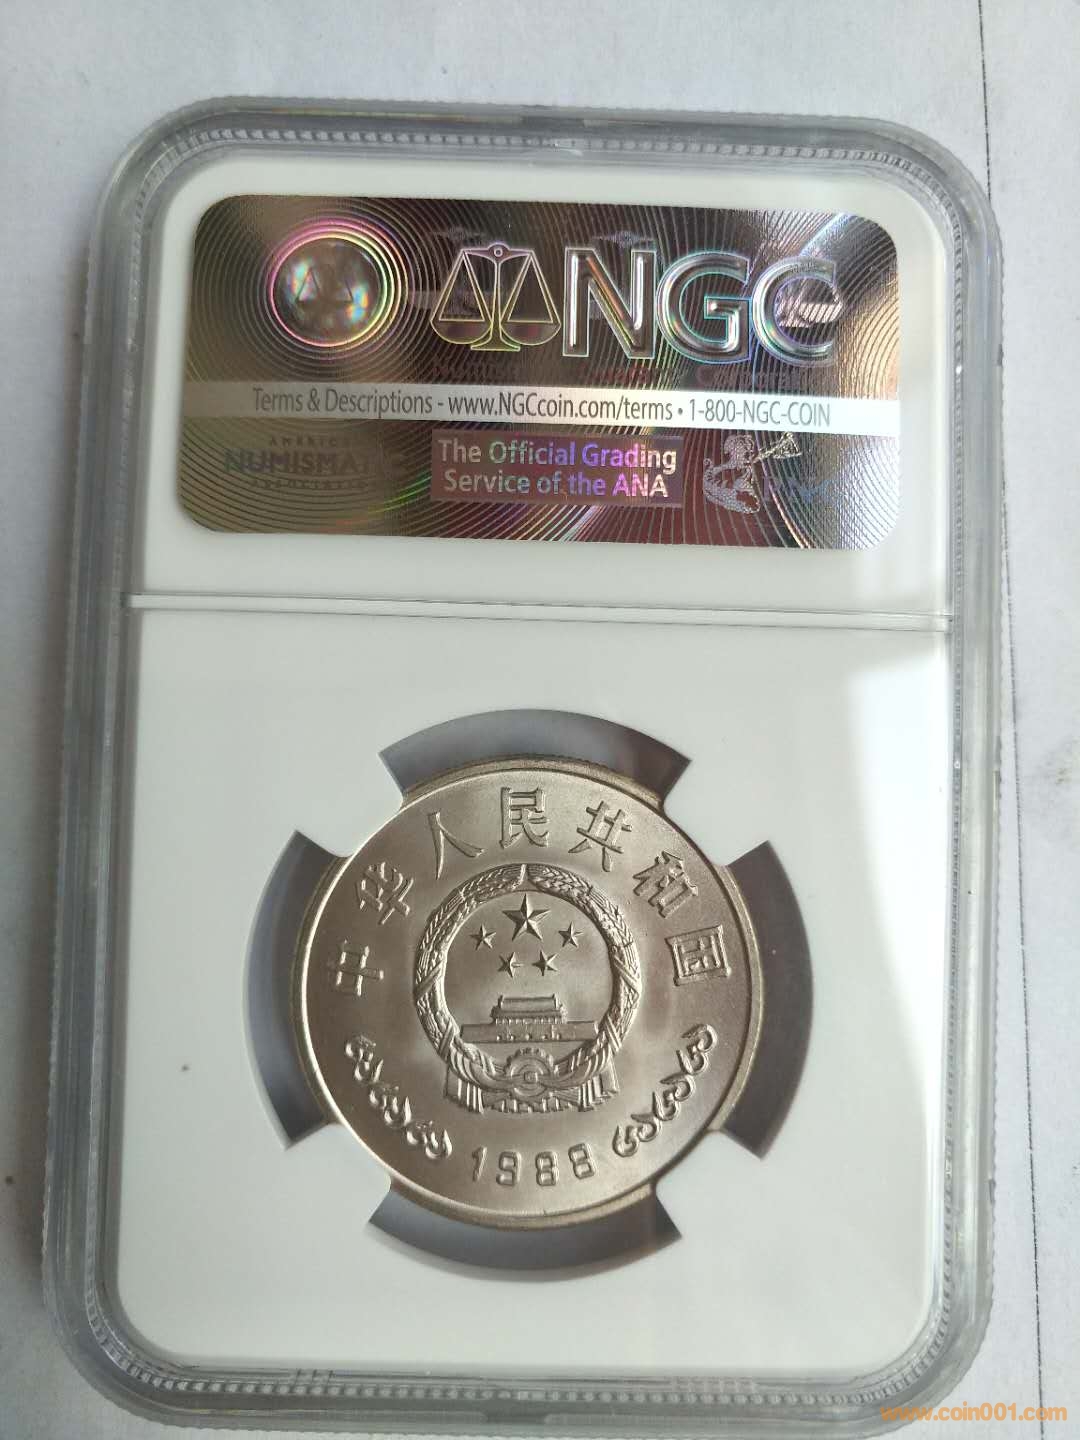 NGC
Terms & Descriptions - www.NGCcoin.com/terms • 1-800-NGC-COIN
The Official Grading
Service of the ANA
中华人民共和国
1988
www.coin001.com